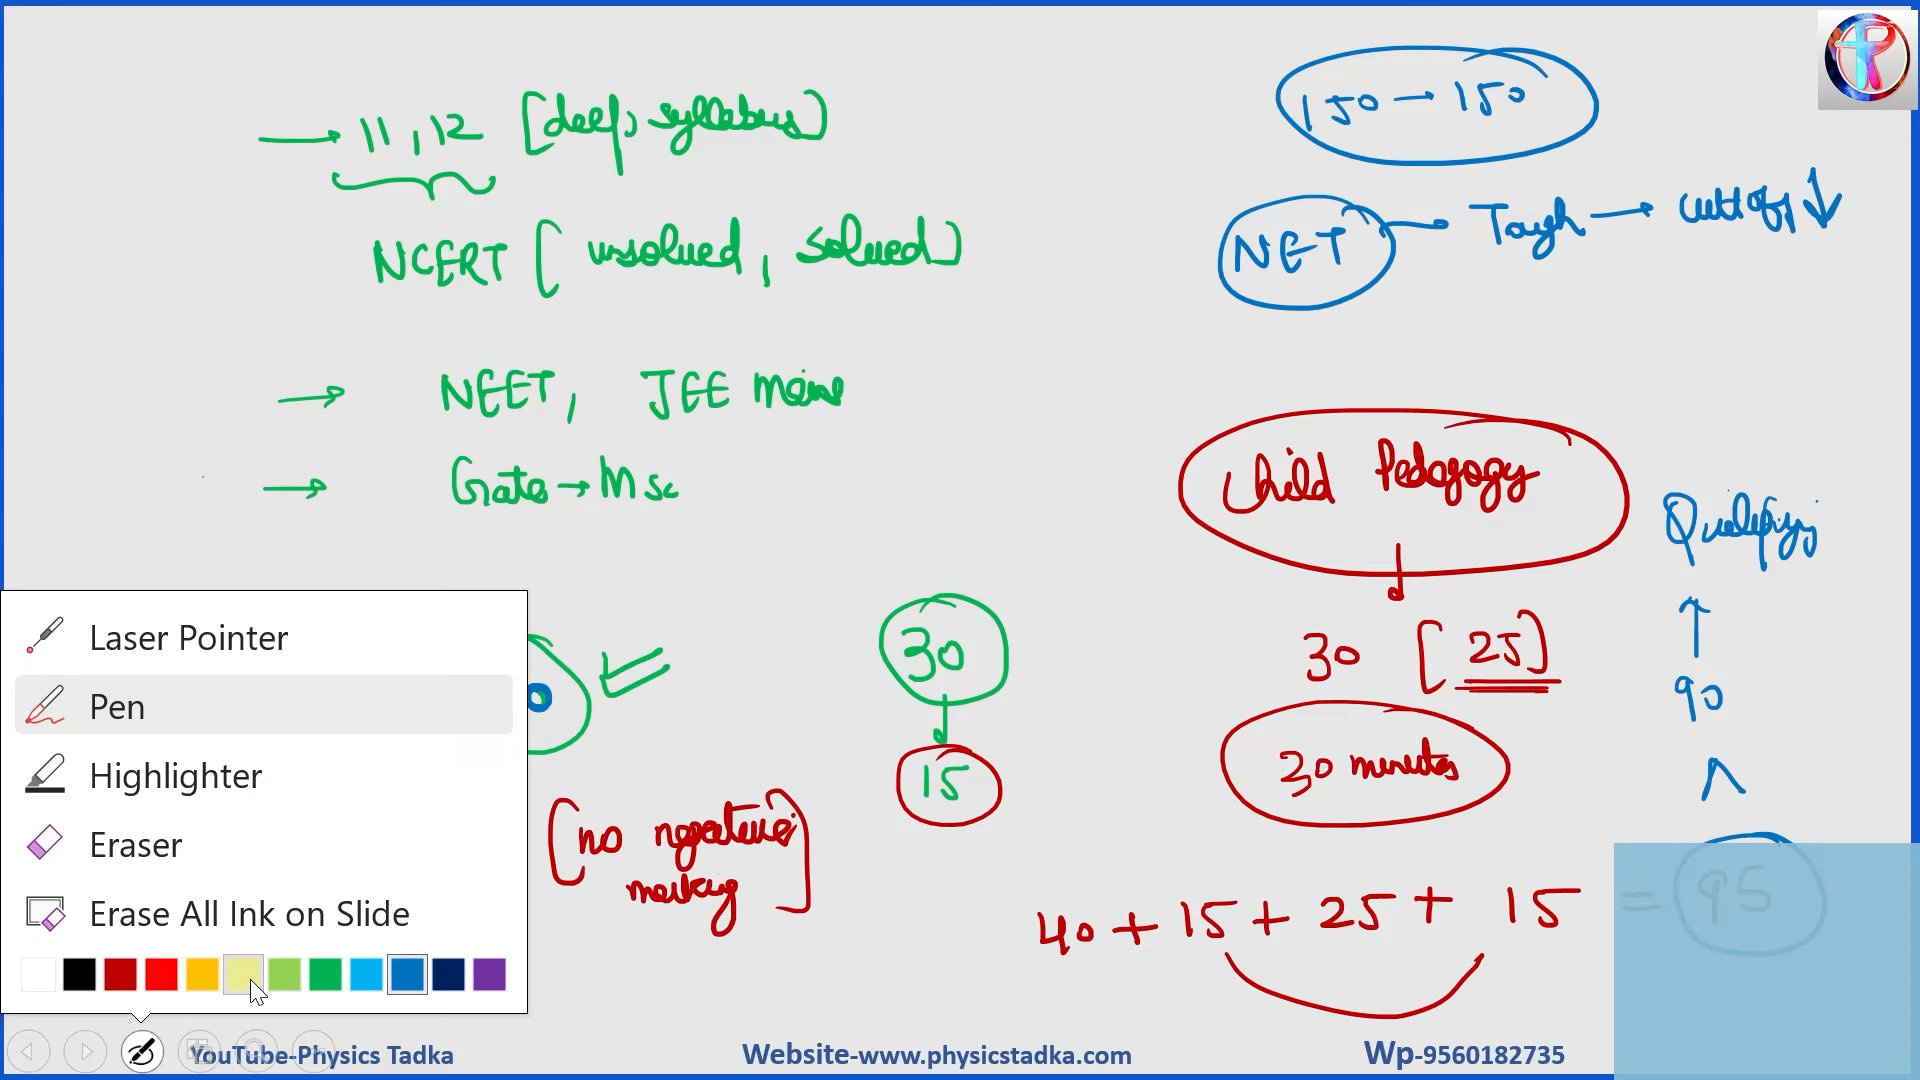 → 11, 12 [deep, syllabus]
NCERT [unsolved, solved]
→ NEET, JEE mains
→ Gate → Msc
150 → 150
NET → Tough → cutt off ↓
Child Pedagogy
30 [25]
30 minutes
Qualifying
↑
90
30
15
[no negative
marking]
40 + 15 + 25 + 15 = 95
Laser Pointer
Pen
Highlighter
Eraser
Erase All Ink on Slide
YouTube-Physics Tadka
Website-www.physicstadka.com
Wp-9560182735